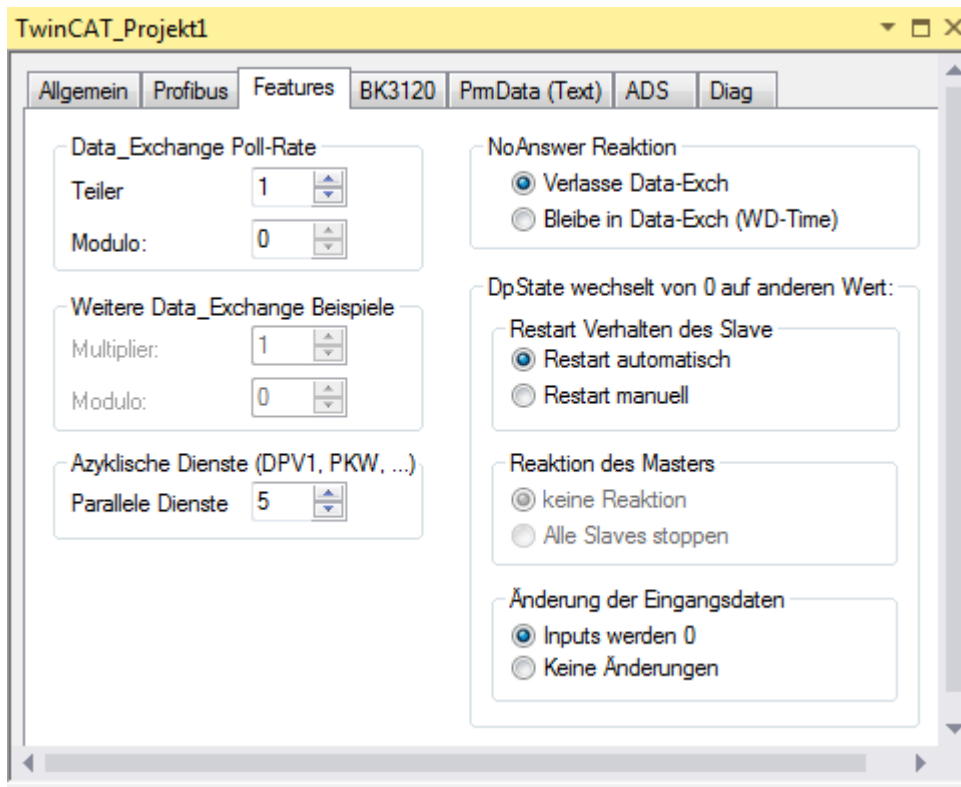 TwinCAT_Projekt1
Allgemein Profibus Features BK3120 PrmData (Text) ADS Diag
Data_Exchange Poll-Rate
Teiler 1
Modulo: 0
Weitere Data_Exchange Beispiele
Multiplier: 1
Modulo: 0
Azyklische Dienste (DPV1, PKW, ...)
Parallele Dienste 5
NoAnswer Reaktion
Verlasse Data-Exch
Bleibe in Data-Exch (WD-Time)
DpState wechselt von 0 auf anderen Wert:
Restart Verhalten des Slave
Restart automatisch
Restart manuell
Reaktion des Masters
keine Reaktion
Alle Slaves stoppen
Änderung der Eingangsdaten
Inputs werden 0
Keine Änderungen